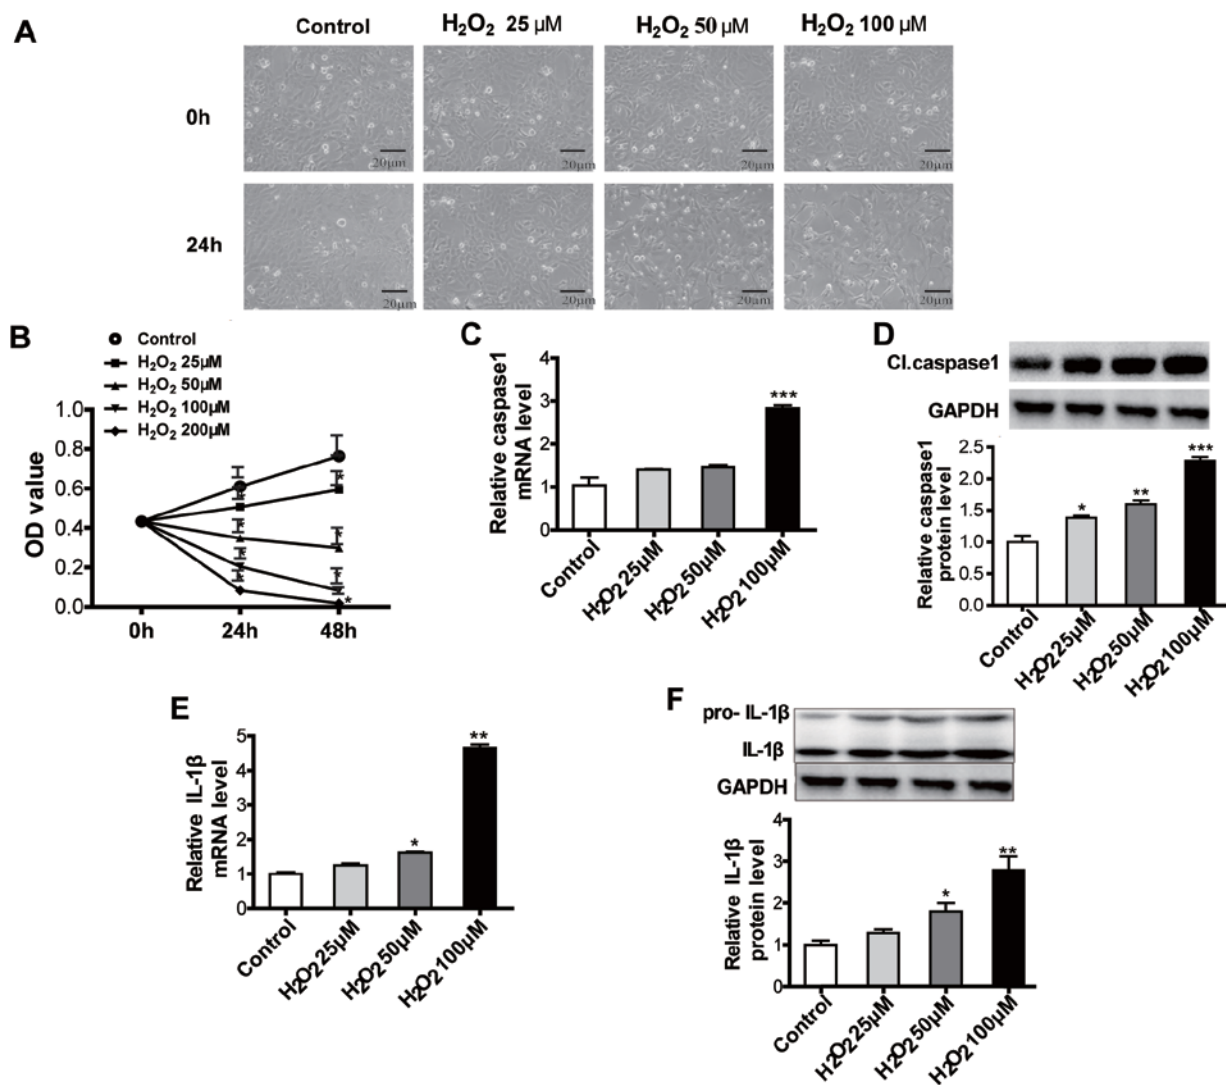 A
Control
H₂O₂ 25 μM
H₂O₂ 50 μM
H₂O₂ 100 μM
0h
20μm
20μm
20μm
20μm
24h
20μm
20μm
20μm
20μm
B
Control
H₂O₂ 25μM
H₂O₂ 50μM
H₂O₂ 100μM
H₂O₂ 200μM
OD value
1.0
0.8
0.6
0.4
0.2
0.0
0h
24h
48h
*
*
*
*
*
*
*
*
C
Relative caspase1
mRNA level
4
3
2
1
0
***
Control
H₂O₂ 25μM
H₂O₂ 50μM
H₂O₂ 100μM
D
Cl.caspase1
GAPDH
Relative caspase1
protein level
2.5
2.0
1.5
1.0
0.5
0.0
*
**
***
Control
H₂O₂ 25μM
H₂O₂ 50μM
H₂O₂ 100μM
E
Relative IL-1β
mRNA level
5
4
3
2
1
0
*
**
Control
H₂O₂ 25μM
H₂O₂ 50μM
H₂O₂ 100μM
F
pro- IL-1β
IL-1β
GAPDH
Relative IL-1β
protein level
4
3
2
1
0
*
**
Control
H₂O₂ 25μM
H₂O₂ 50μM
H₂O₂ 100μM